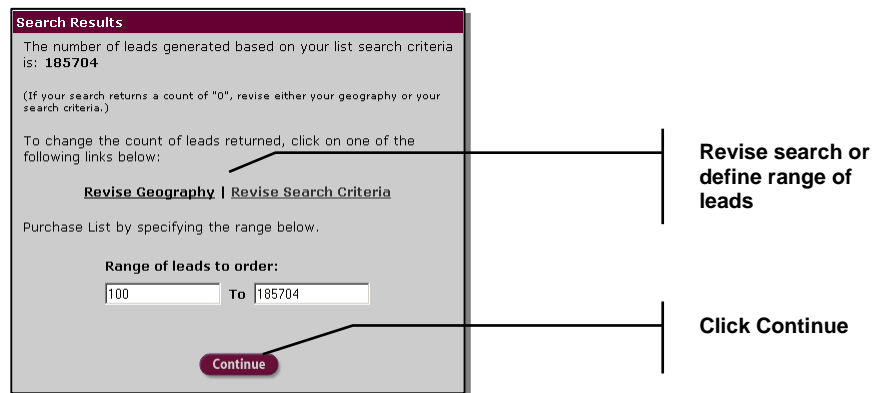 Search Results
The number of leads generated based on your list search criteria
is: 185704
(If your search returns a count of "0", revise either your geography or your
search criteria.)
To change the count of leads returned, click on one of the
following links below:
Revise Geography | Revise Search Criteria
Purchase List by specifying the range below.
Range of leads to order:
100 To 185704
Continue
Revise search or
define range of
leads
Click Continue